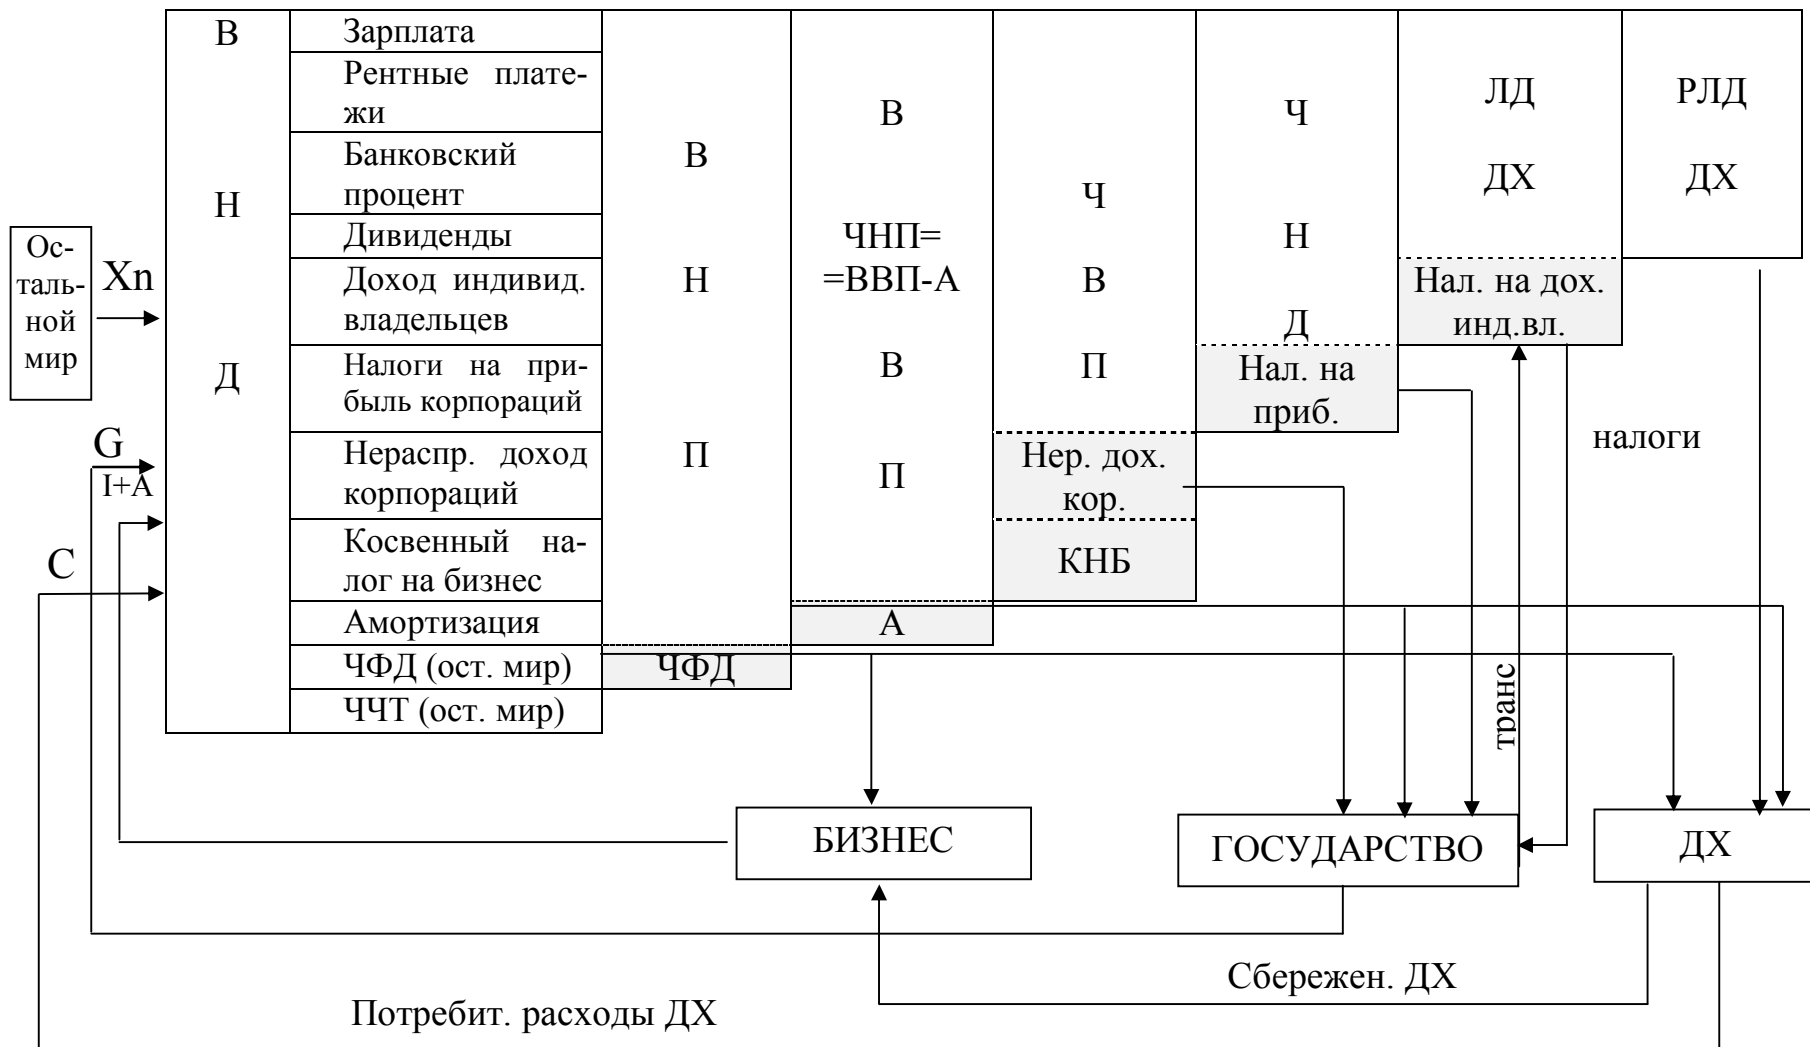 В
Н
Д
Зарплата
Рентные плате-
жи
Банковский
процент
Дивиденды
Доход индивид.
владельцев
Налоги на при-
быль корпораций
Нераспр. доход
корпораций
Косвенный на-
лог на бизнес
Амортизация
ЧФД (ост. мир)
ЧЧТ (ост. мир)
В
Н
П
ЧФД
В
ЧНП=
=ВВП-А
В
П
А
Ч
В
П
Нер. дох.
кор.
КНБ
Ч
Н
Д
Нал. на
приб.
ЛД
ДХ
Нал. на дох.
инд.вл.
РЛД
ДХ
Ос-
таль-
ной
мир
Xn
G
I+A
C
налоги
транс
БИЗНЕС
ГОСУДАРСТВО
ДХ
Сбережен. ДХ
Потребит. расходы ДХ